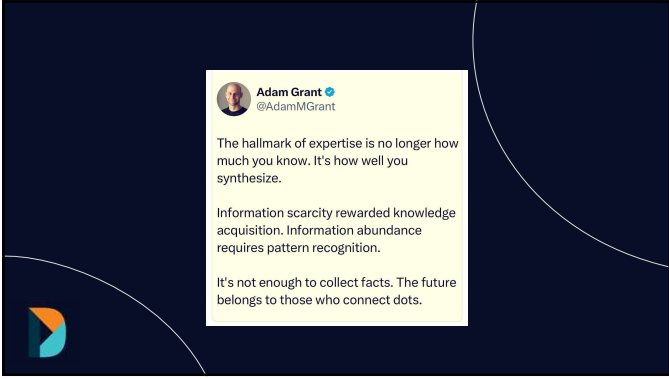 Adam Grant
@AdamMGrant
The hallmark of expertise is no longer how
much you know. It's how well you
synthesize.
Information scarcity rewarded knowledge
acquisition. Information abundance
requires pattern recognition.
It's not enough to collect facts. The future
belongs to those who connect dots.